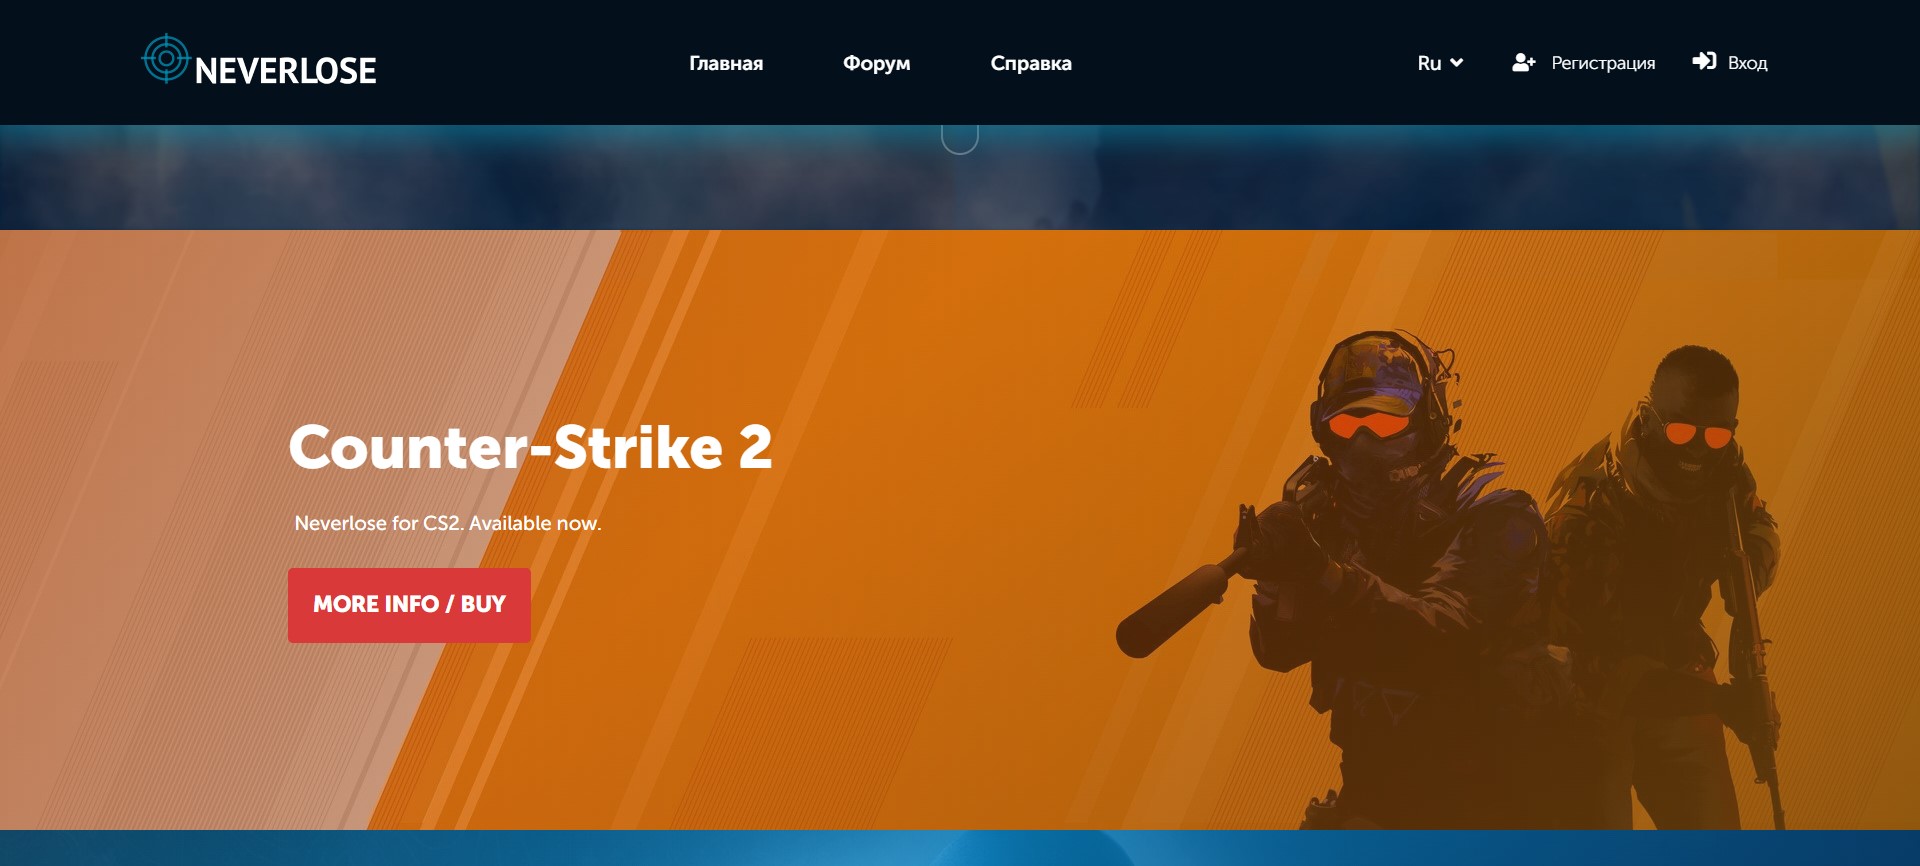 NEVERLOSE
Главная
Форум
Справка
Ru
Регистрация
Вход
Counter-Strike 2
Neverlose for CS2. Available now.
MORE INFO / BUY